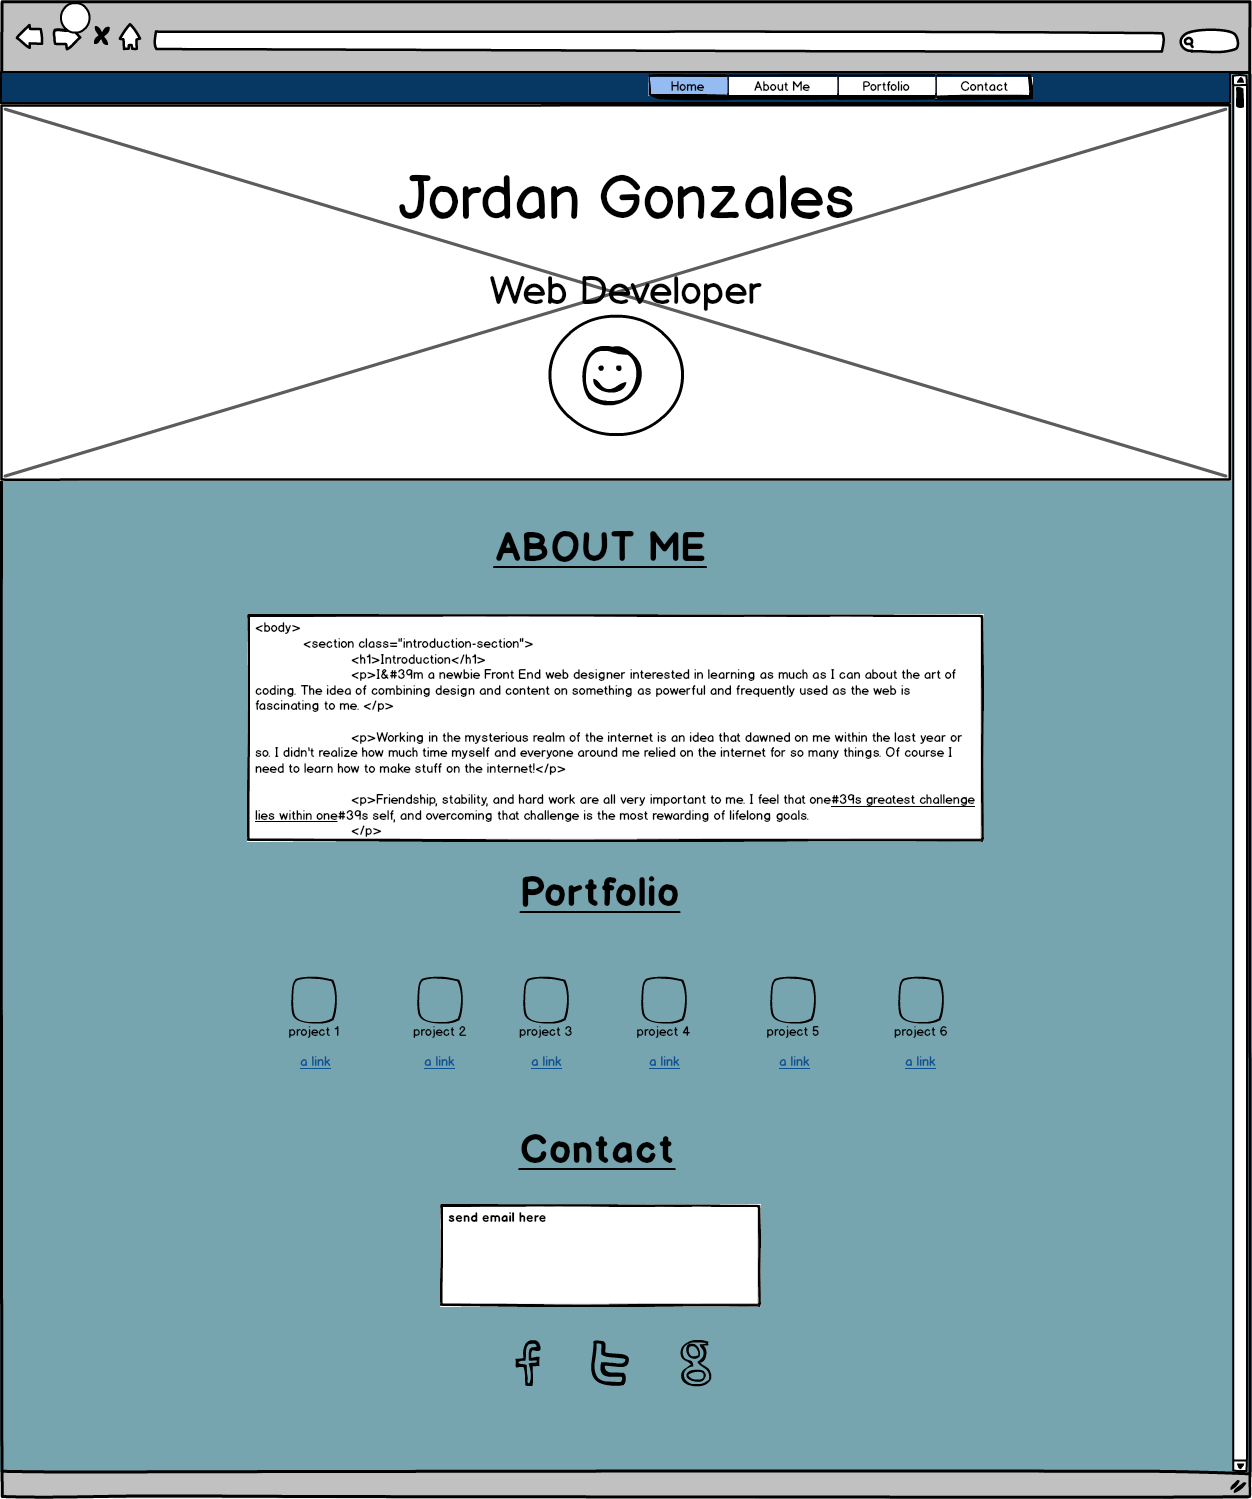 Home About Me Portfolio Contact
Jordan Gonzales
Web Developer
ABOUT ME
<body>
<section class="introduction-section">
<h1>Introduction</h1>
<p>I&#39m a newbie Front End web designer interested in learning as much as I can about the art of
coding. The idea of combining design and content on something as powerful and frequently used as the web is
fascinating to me. </p>
<p>Working in the mysterious realm of the internet is an idea that dawned on me within the last year or
so. I didn't realize how much time myself and everyone around me relied on the internet for so many things. Of course I
need to learn how to make stuff on the internet!</p>
<p>Friendship, stability, and hard work are all very important to me. I feel that one#39s greatest challenge
lies within one#39s self, and overcoming that challenge is the most rewarding of lifelong goals.
</p>
Portfolio
project 1 project 2 project 3 project 4 project 5 project 6
a link a link a link a link a link a link
Contact
send email here
f t g